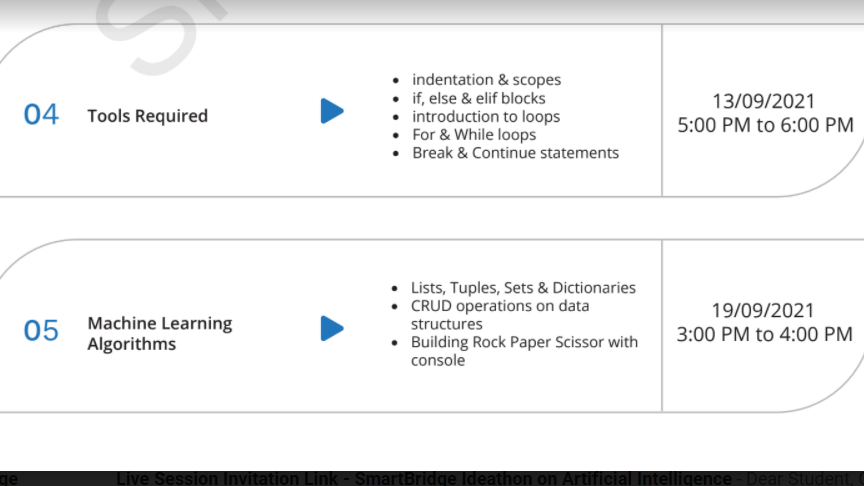 04
Tools Required
indentation & scopes
if, else & elif blocks
introduction to loops
For & While loops
Break & Continue statements
13/09/2021
5:00 PM to 6:00 PM
05
Machine Learning
Algorithms
Lists, Tuples, Sets & Dictionaries
CRUD operations on data
structures
Building Rock Paper Scissor with
console
19/09/2021
3:00 PM to 4:00 PM
Live Session Invitation Link - SmartBridge Ideathon on Artificial Intelligence - Dear Student,